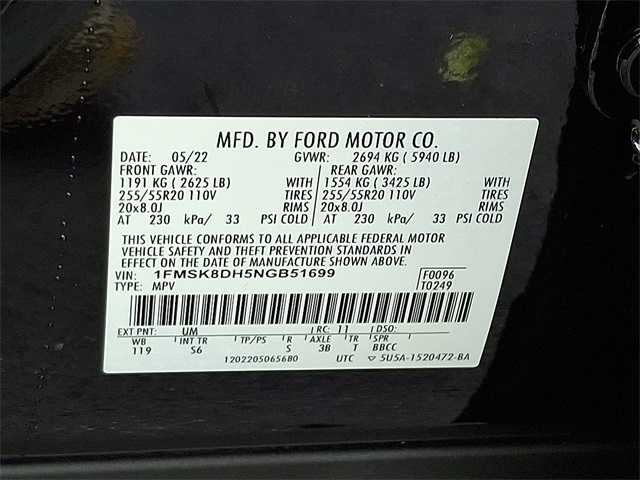 MFD. BY FORD MOTOR CO.
DATE: 05/22 GVWR: 2694 KG ( 5940 LB)
FRONT GAWR: REAR GAWR:
1191 KG ( 2625 LB) WITH 1554 KG ( 3425 LB) WITH
255/55R20 110V TIRES 255/55R20 110V TIRES
20x8.0J RIMS 20x8.0J RIMS
AT 230 kPa/ 33 PSI COLD AT 230 kPa/ 33 PSI COLD
THIS VEHICLE CONFORMS TO ALL APPLICABLE FEDERAL MOTOR
VEHICLE SAFETY AND THEFT PREVENTION STANDARDS IN
EFFECT ON THE DATE OF MANUFACTURE SHOWN ABOVE.
VIN: 1FMSK8DH5NGB51699 F0096
TYPE: MPV T0249
EXT PNT: UM RC: 11 DSO:
WB INT TR TP/PS R AXLE TR SPR
119 S6 S 3B T BBCC
1202205065680 UTC ▽ 5U5A-1520472-BA